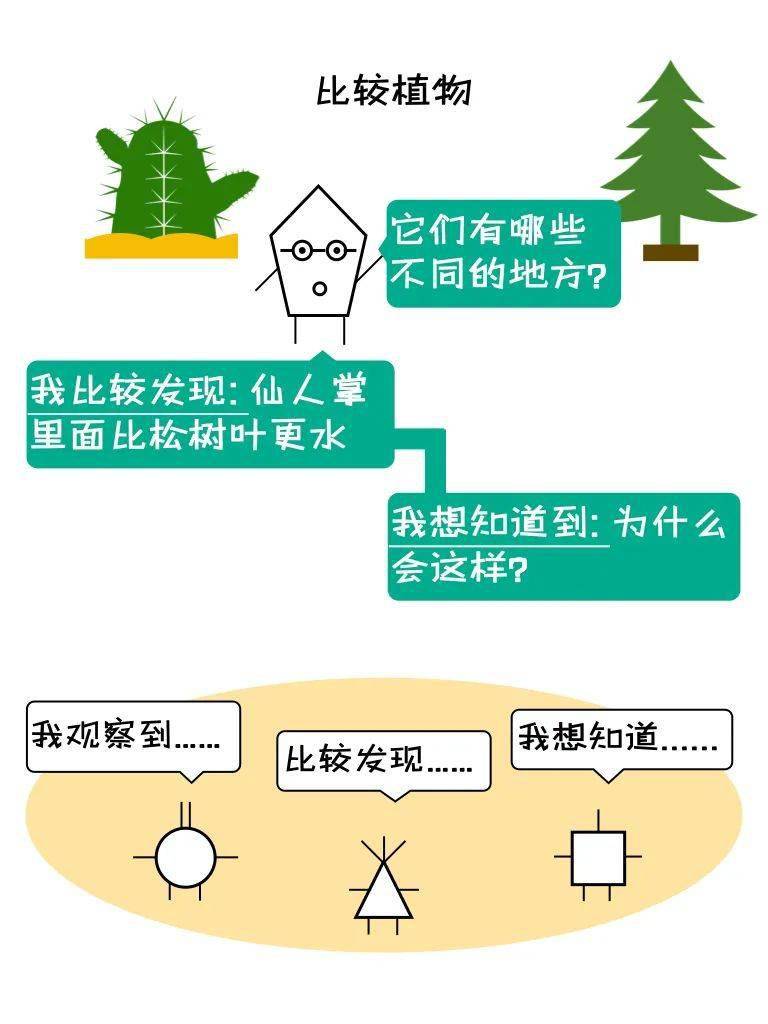 比较植物
它们有哪些
不同的地方?
我比较发现: 仙人掌
里面比松树叶更水
我想知道到: 为什么
会这样?
我观察到……
比较发现……
我想知道……